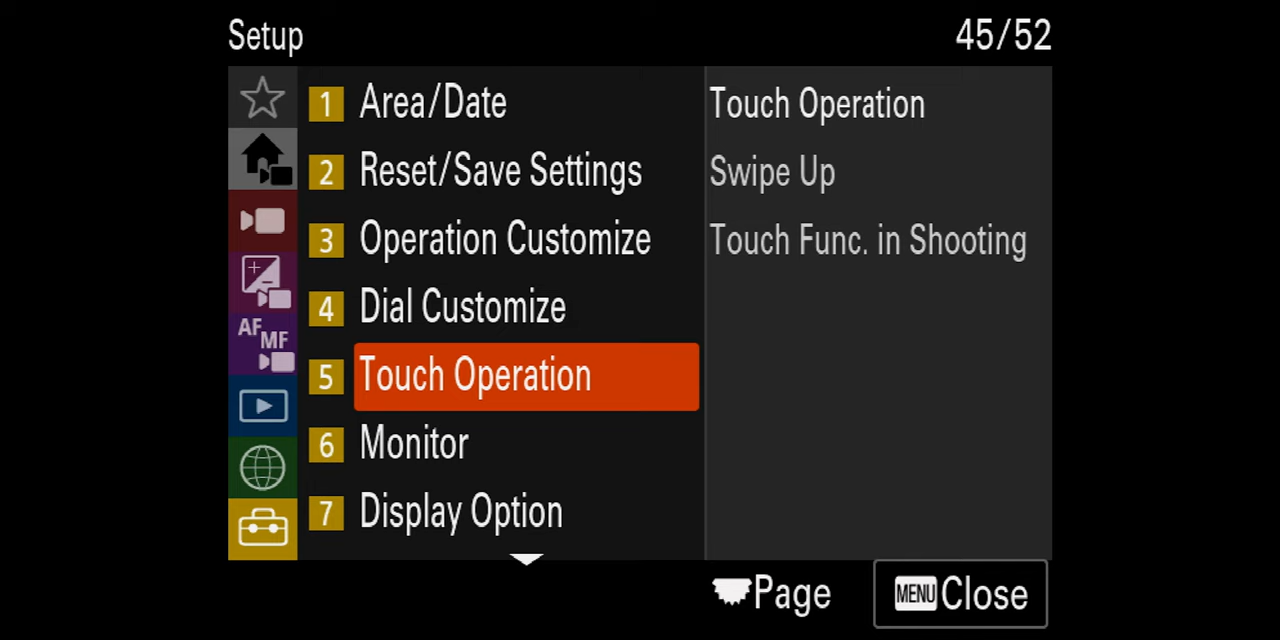 Setup 45/52
1 Area/Date
2 Reset/Save Settings
3 Operation Customize
4 Dial Customize
5 Touch Operation
6 Monitor
7 Display Option
Touch Operation
Swipe Up
Touch Func. in Shooting
AF MF
Page
MENU Close